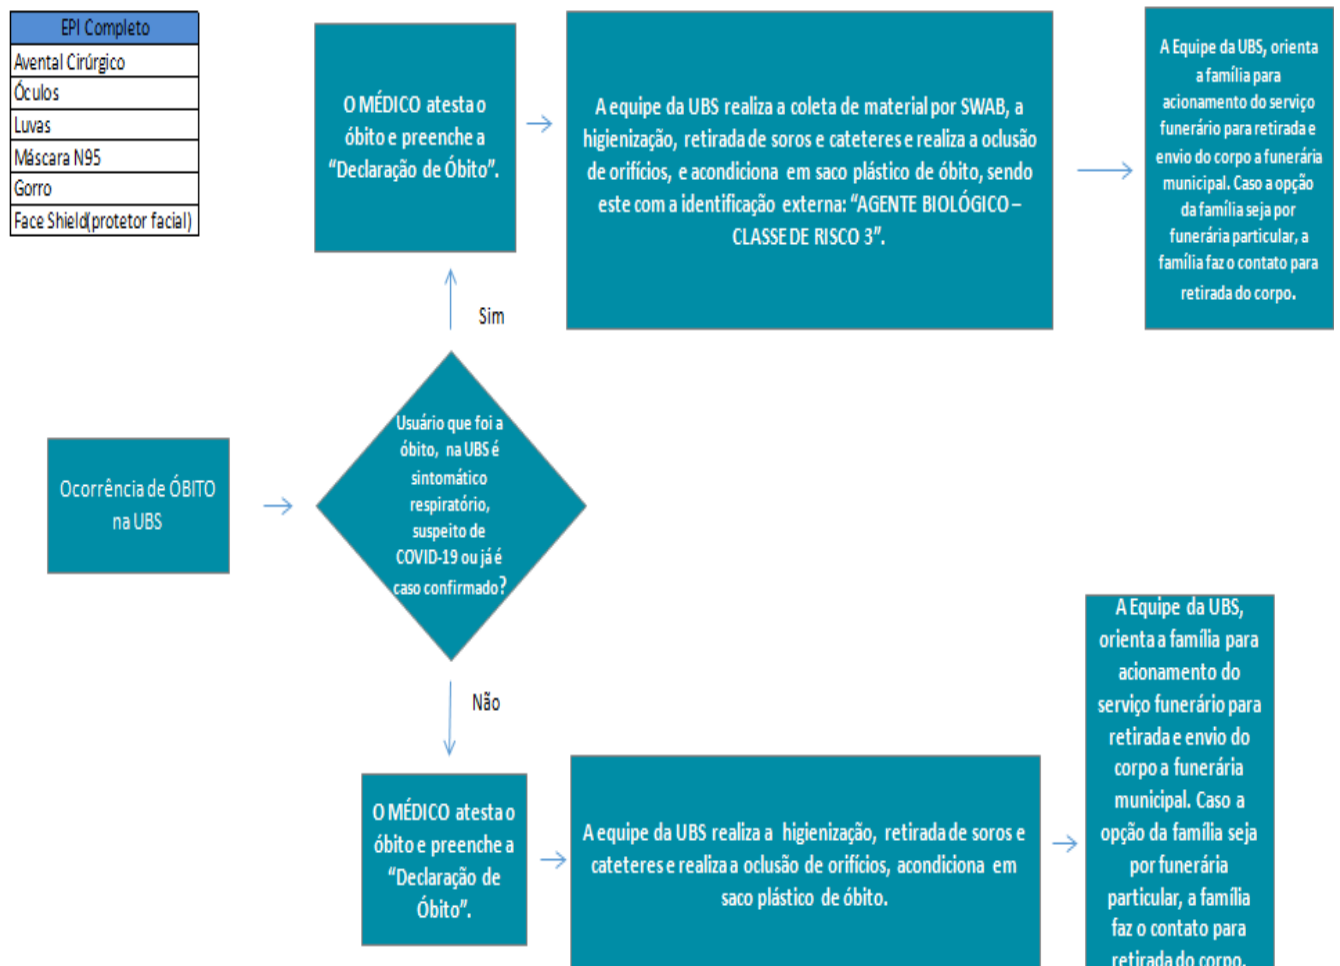 EPI Completo
Avental Cirúrgico
Óculos
Luvas
Máscara N95
Gorro
Face Shield(protetor facial)
O MÉDICO atesta o
óbito e preenche a
“Declaração de Óbito”.
A equipe da UBS realiza a coleta de material por SWAB, a
higienização, retirada de soros e cateteres e realiza a oclusão
de orifícios, e acondiciona em saco plástico de óbito, sendo
este com a identificação externa: “AGENTE BIOLÓGICO –
CLASSE DE RISCO 3”.
A Equipe da UBS, orienta
a família para
acionamento do serviço
funerário para retirada e
envio do corpo a funerária
municipal. Caso a opção
da família seja por
funerária particular, a
família faz o contato para
retirada do corpo.
Sim
Usuário que foi a
óbito, na UBS é
sintomático
respiratório,
suspeito de
COVID-19 ou já é
caso confirmado?
Ocorrência de ÓBITO
na UBS
Não
O MÉDICO atesta o
óbito e preenche a
“Declaração de
Óbito”.
A equipe da UBS realiza a higienização, retirada de soros e
cateteres e realiza a oclusão de orifícios, acondiciona em
saco plástico de óbito.
A Equipe da UBS,
orienta a família para
acionamento do
serviço funerário para
retirada e envio do
corpo a funerária
municipal. Caso a
opção da família seja
por funerária
particular, a família
faz o contato para
retirada do corpo.